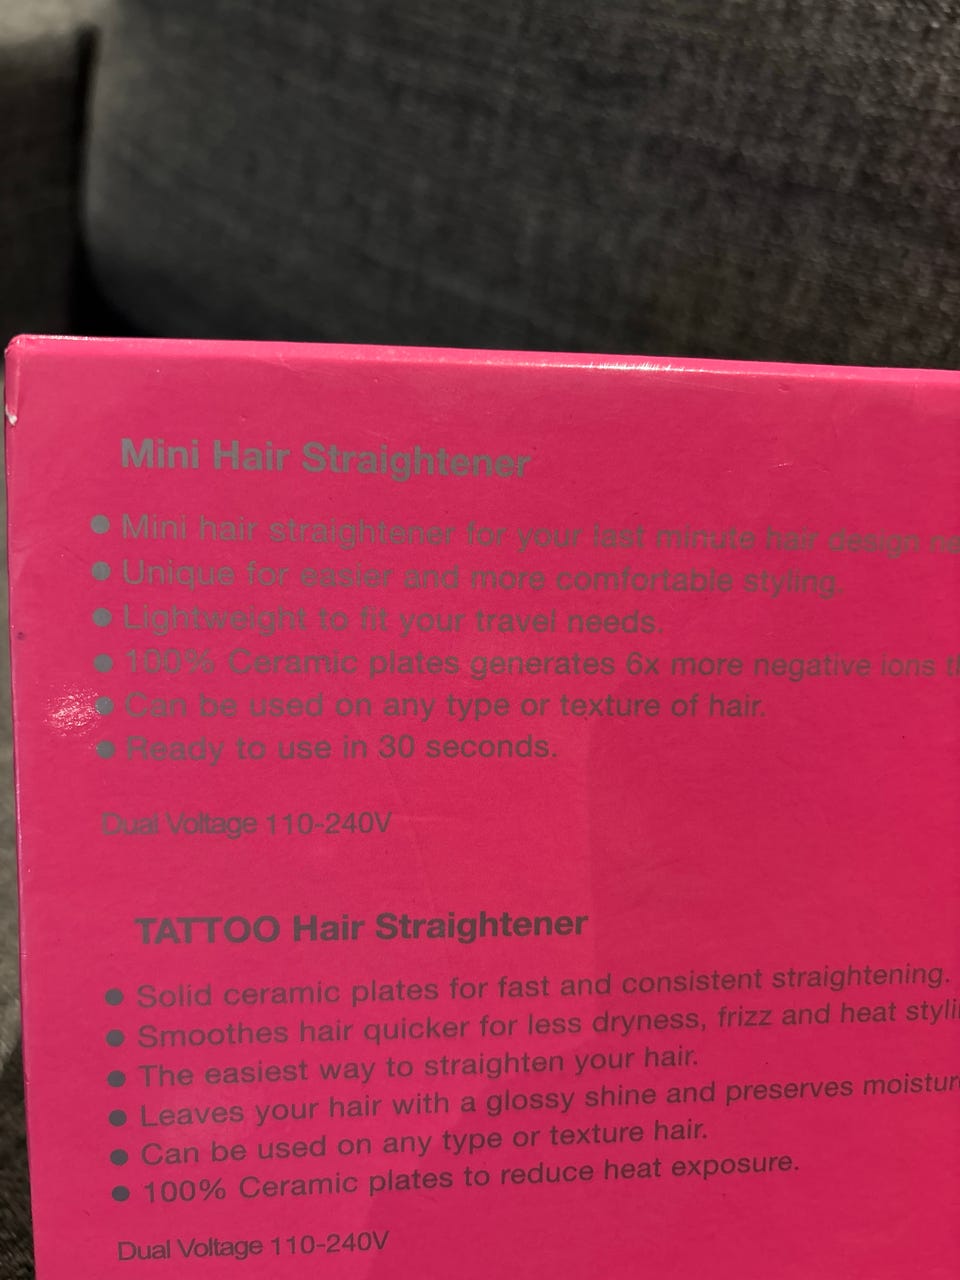 Mini Hair Straightener
● Mini hair straightener for your last minute hair design
● Unique for easier and more comfortable styling.
● Lightweight to fit your travel needs.
● 100% Ceramic plates generates 6x more negative ions
● Can be used on any type or texture of hair.
● Ready to use in 30 seconds.
Dual Voltage 110-240V
TATTOO Hair Straightener
● Solid ceramic plates for fast and consistent straightening.
● Smoothes hair quicker for less dryness, frizz and heat
● The easiest way to straighten your hair.
● Leaves your hair with a glossy shine and preserves
● Can be used on any type or texture hair.
● 100% Ceramic plates to reduce heat exposure.
Dual Voltage 110-240V